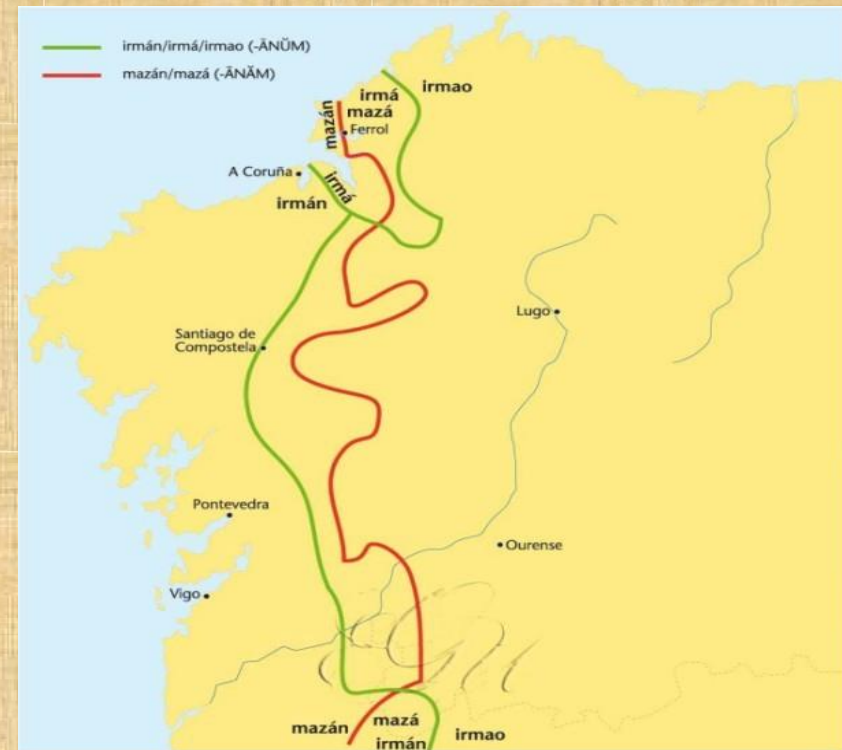 irmán/irmá/irmao (-ĀNŬM)
mazán/mazá (-ĀNĂM)
irmá
irmao
mazán
mazá
Ferrol
A Coruña
irmá
irmán
Lugo
Santiago de
Compostela
Pontevedra
Ourense
Vigo
mazán
mazá
irmán
irmao